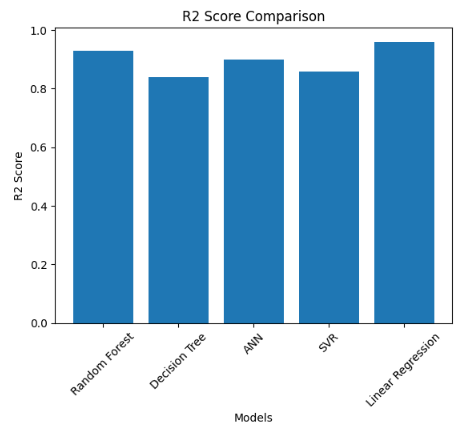 R2 Score Comparison
1.0
0.8
0.6
0.4
0.2
0.0
R2 Score
Random Forest
Decision Tree
ANN
SVR
Linear Regression
Models